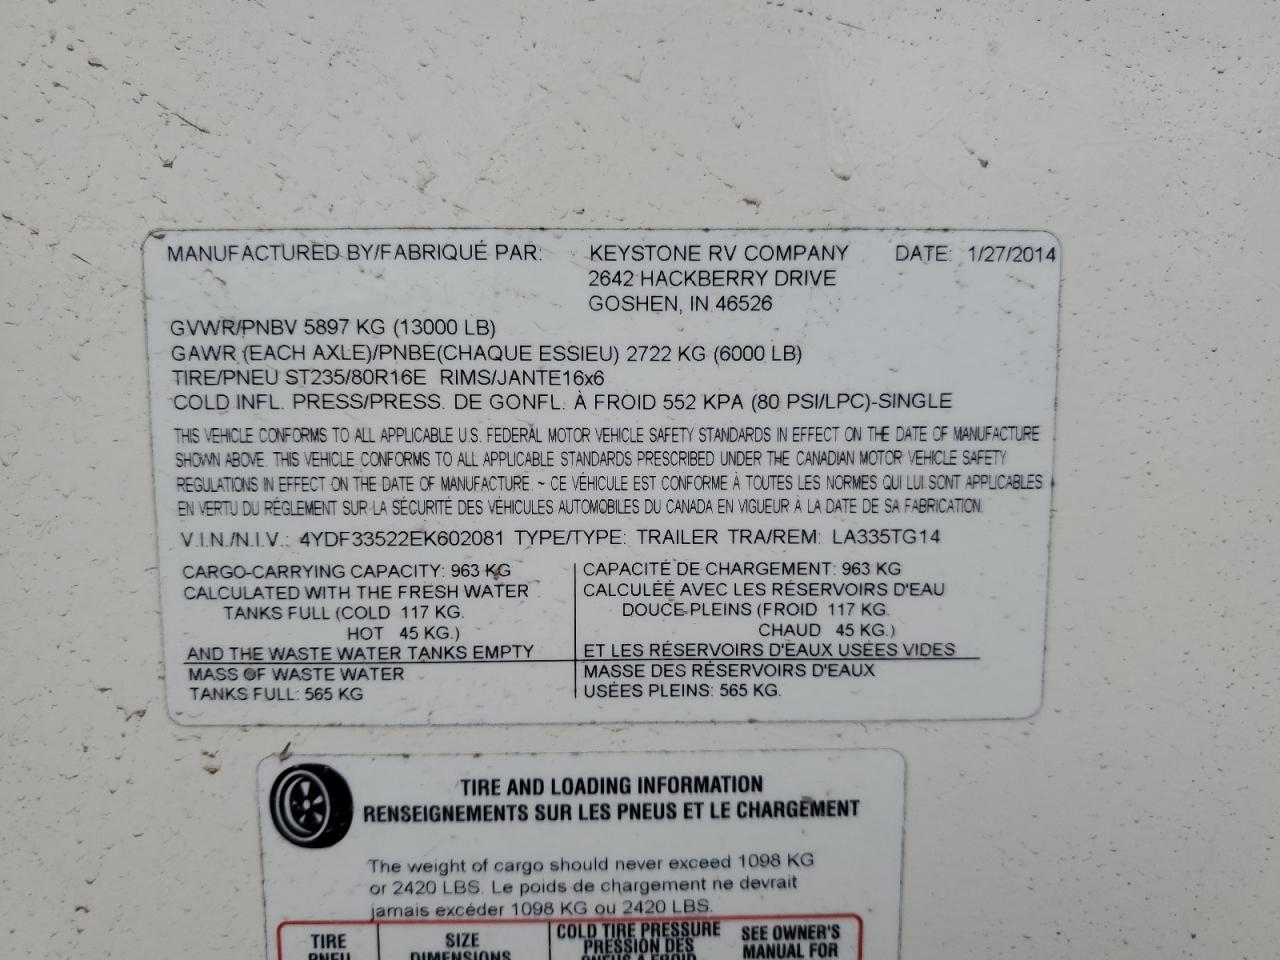 MANUFACTURED BY/FABRIQUÉ PAR: KEYSTONE RV COMPANY DATE: 1/27/2014
2642 HACKBERRY DRIVE
GOSHEN, IN 46526
GVWR/PNBV 5897 KG (13000 LB)
GAWR (EACH AXLE)/PNBE(CHAQUE ESSIEU) 2722 KG (6000 LB)
TIRE/PNEU ST235/80R16E RIMS/JANTE16x6
COLD INFL. PRESS/PRESS. DE GONFL. À FROID 552 KPA (80 PSI/LPC)-SINGLE
THIS VEHICLE CONFORMS TO ALL APPLICABLE U.S. FEDERAL MOTOR VEHICLE SAFETY STANDARDS IN EFFECT ON THE DATE OF MANUFACTURE
SHOWN ABOVE. THIS VEHICLE CONFORMS TO ALL APPLICABLE STANDARDS PRESCRIBED UNDER THE CANADIAN MOTOR VEHICLE SAFETY
REGULATIONS IN EFFECT ON THE DATE OF MANUFACTURE. ~ CE VÉHICULE EST CONFORME À TOUTES LES NORMES QUI LUI SONT APPLICABLES
EN VERTU DU RÉGLEMENT SUR LA SÉCURITÉ DES VÉHICULES AUTOMOBILES DU CANADA EN VIGUEUR À LA DATE DE SA FABRICATION.
V.I.N./N.I.V.: 4YDF33522EK602081 TYPE/TYPE: TRAILER TRA/REM: LA335TG14
CARGO-CARRYING CAPACITY: 963 KG
CALCULATED WITH THE FRESH WATER
TANKS FULL (COLD 117 KG.
HOT 45 KG.)
AND THE WASTE WATER TANKS EMPTY
MASS OF WASTE WATER
TANKS FULL: 565 KG
CAPACITÉ DE CHARGEMENT: 963 KG
CALCULÉE AVEC LES RÉSERVOIRS D'EAU
DOUCE-PLEINS (FROID 117 KG.
CHAUD 45 KG.)
ET LES RÉSERVOIRS D'EAUX USÉES VIDES
MASSE DES RÉSERVOIRS D'EAUX
USÉES PLEINS: 565 KG.
TIRE AND LOADING INFORMATION
RENSEIGNEMENTS SUR LES PNEUS ET LE CHARGEMENT
The weight of cargo should never exceed 1098 KG
or 2420 LBS. Le poids de chargement ne devrait
jamais excéder 1098 KG ou 2420 LBS.
TIRE
PNEU
SIZE
DIMENSIONS
COLD TIRE PRESSURE
PRESSION DES
PNEUS A FROID
SEE OWNER'S
MANUAL FOR